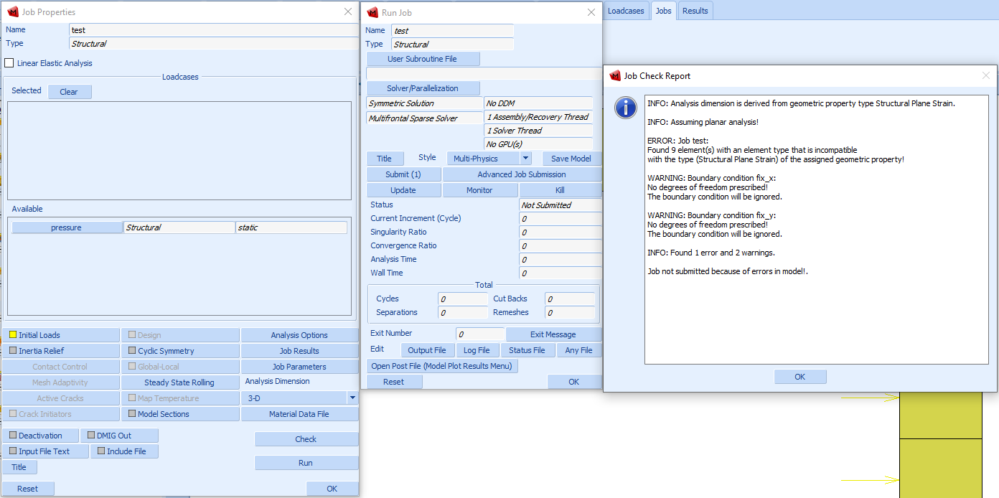 Job Properties
Name test
Type Structural
Linear Elastic Analysis
Loadcases
Selected Clear
Available
pressure Structural static
Initial Loads Design Analysis Options
Inertia Relief Cyclic Symmetry Job Results
Contact Control Global-Local Job Parameters
Mesh Adaptivity Steady State Rolling Analysis Dimension
Active Cracks Map Temperature 3-D
Crack Initiators Model Sections Material Data File
Deactivation DMIG Out Check
Input File Text Include File
Run
Title
Reset OK
Run Job
Name test
Type Structural
User Subroutine File
Solver/Parallelization
Symmetric Solution No DDM
Multifrontal Sparse Solver 1 Assembly/Recovery Thread
1 Solver Thread
No GPU(s)
Title Style Multi-Physics Save Model
Submit (1) Advanced Job Submission
Update Monitor Kill
Status Not Submitted
Current Increment (Cycle) 0
Singularity Ratio 0
Convergence Ratio 0
Analysis Time 0
Wall Time 0
Total
Cycles 0 Cut Backs 0
Separations 0 Remeshes 0
Exit Number 0 Exit Message
Edit Output File Log File Status File Any File
Open Post File (Model Plot Results Menu)
Reset OK
Loadcases Jobs Results
Job Check Report
INFO: Analysis dimension is derived from geometric property type Structural Plane Strain.
INFO: Assuming planar analysis!
ERROR: Job test:
Found 9 element(s) with an element type that is incompatible
with the type (Structural Plane Strain) of the assigned geometric property!
WARNING: Boundary condition fix_x:
No degrees of freedom prescribed!
The boundary condition will be ignored.
WARNING: Boundary condition fix_y:
No degrees of freedom prescribed!
The boundary condition will be ignored.
INFO: Found 1 error and 2 warnings.
Job not submitted because of errors in model!.
OK